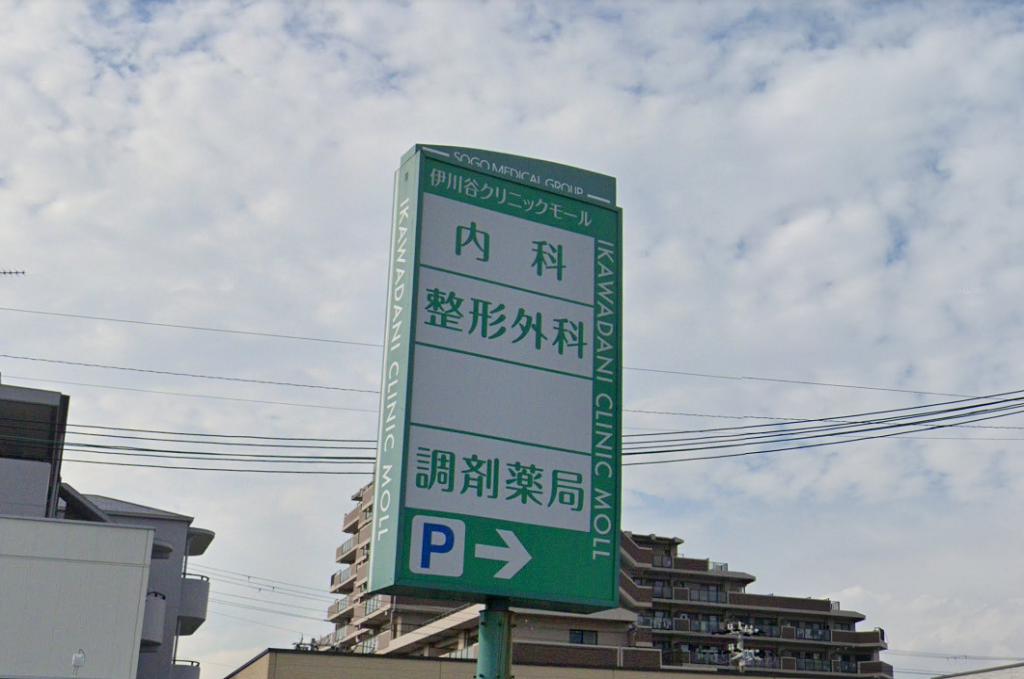 SOGO MEDICAL GROUP
伊川谷クリニックモール
内科
整形外科
調剤薬局
P
IKAWADANI CLINIC MOLL
IKAWADANI CLINIC MOLL